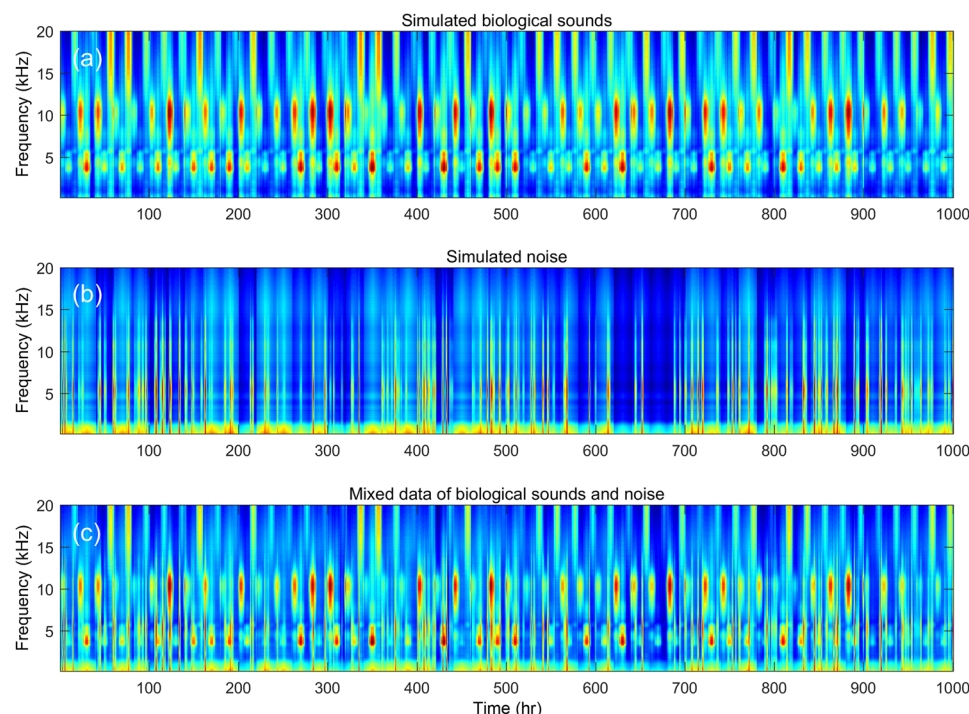 Simulated biological sounds
20
(a)
15
10
5
Frequency (kHz)
100 200 300 400 500 600 700 800 900 1000
Simulated noise
20
(b)
15
10
5
Frequency (kHz)
100 200 300 400 500 600 700 800 900 1000
Mixed data of biological sounds and noise
20
(c)
15
10
5
Frequency (kHz)
100 200 300 400 500 600 700 800 900 1000
Time (hr)